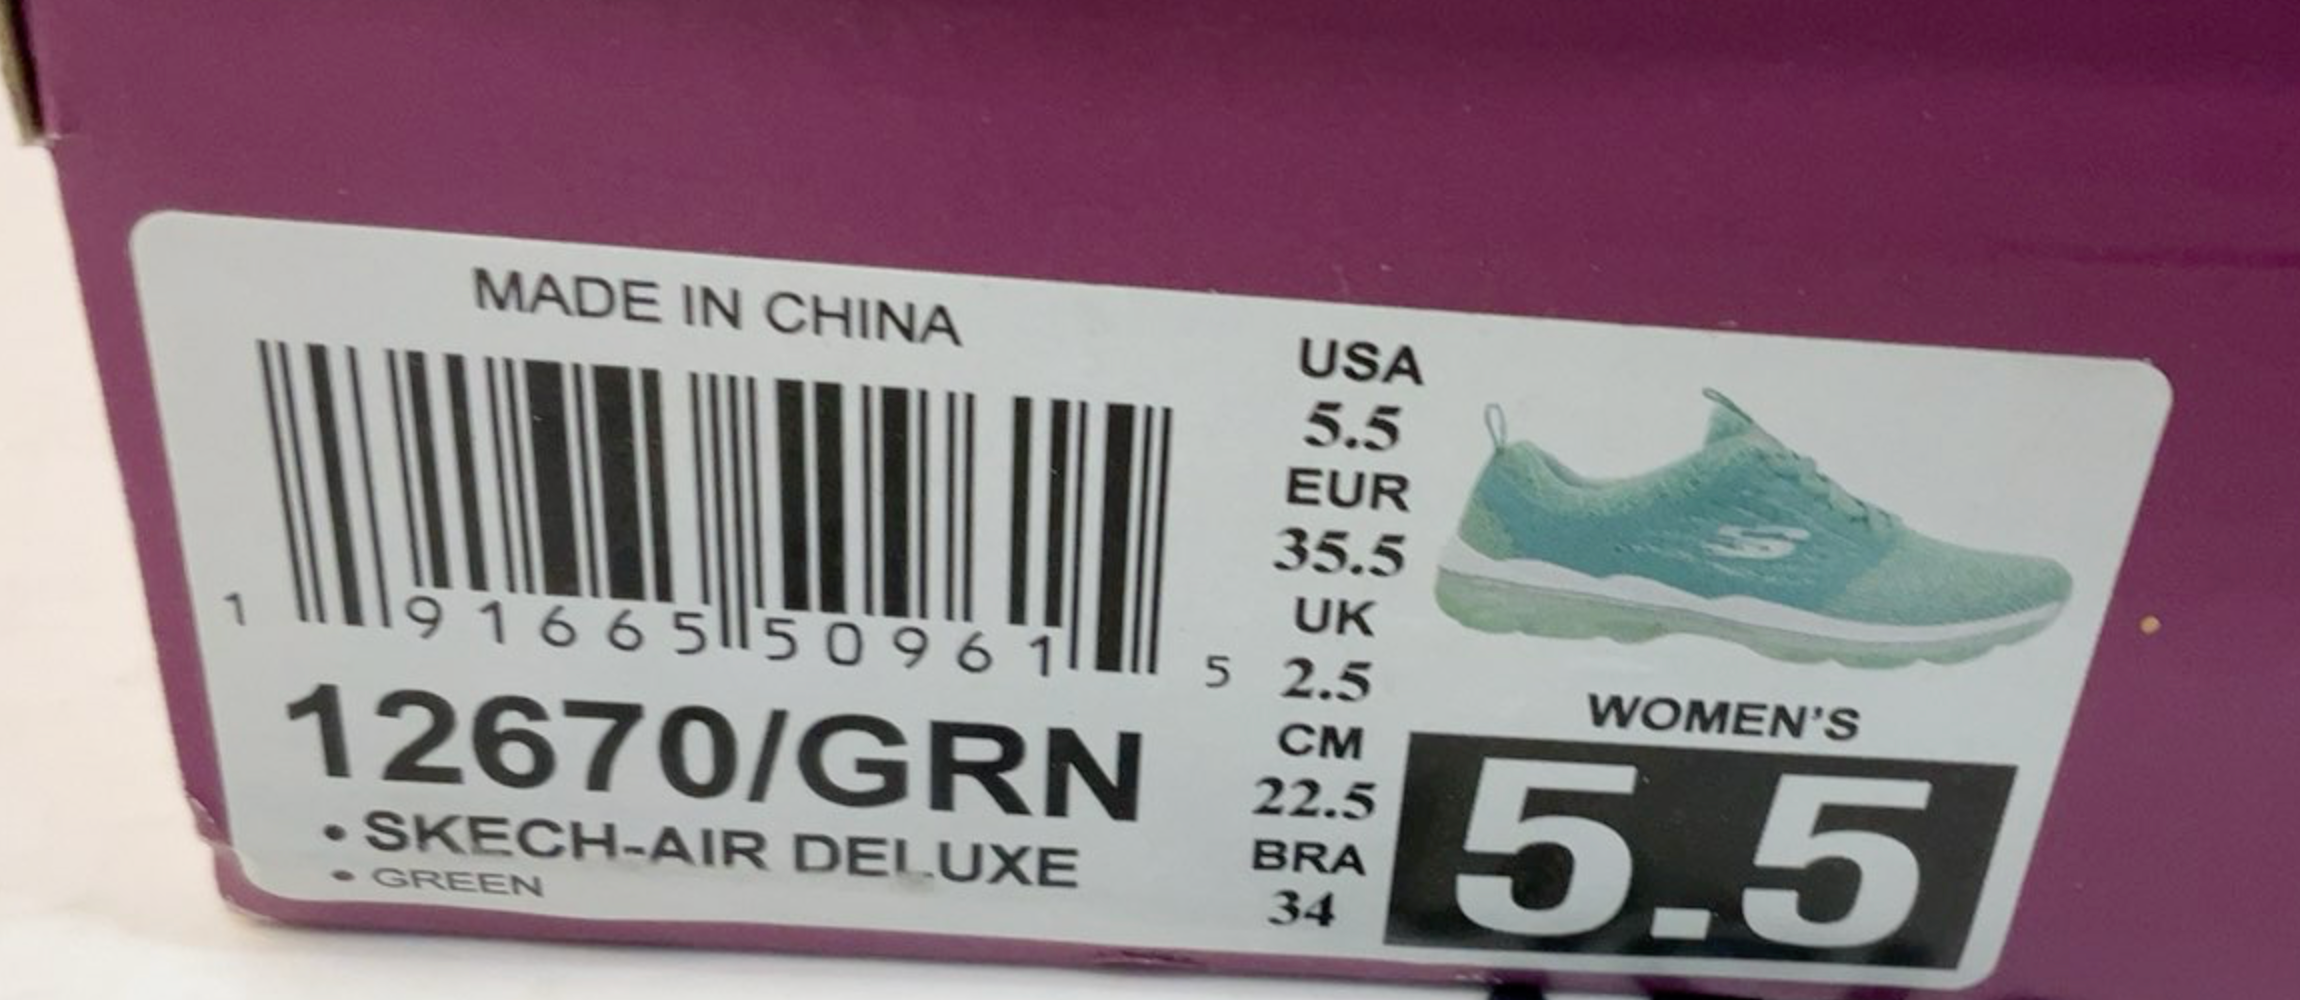 MADE IN CHINA
1 91665 50961 5
12670/GRN
• SKECH-AIR DELUXE
• GREEN
USA
5.5
EUR
35.5
UK
2.5
CM
22.5
BRA
34
WOMEN'S
5.5